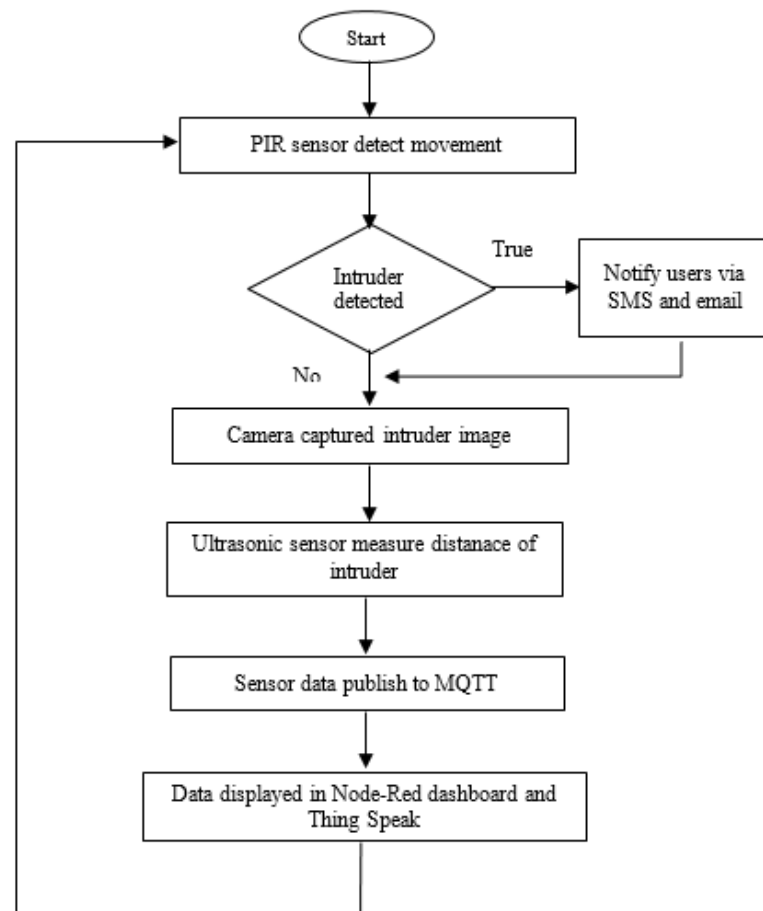 Start
PIR sensor detect movement
Intruder
detected
True
Notify users via
SMS and email
No
Camera captured intruder image
Ultrasonic sensor measure distanace of
intruder
Sensor data publish to MQTT
Data displayed in Node-Red dashboard and
Thing Speak